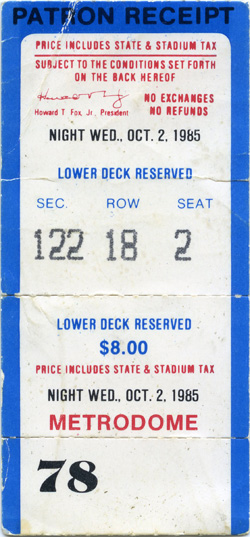 PATRON RECEIPT
PRICE INCLUDES STATE & STADIUM TAX
SUBJECT TO THE CONDITIONS SET FORTH
ON THE BACK HEREOF
NO EXCHANGES
NO REFUNDS
Howard T. Fox, Jr., President
NIGHT WED., OCT. 2, 1985
LOWER DECK RESERVED
SEC. ROW SEAT
122 18 2
LOWER DECK RESERVED
$8.00
PRICE INCLUDES STATE & STADIUM TAX
NIGHT WED., OCT. 2, 1985
METRODOME
78